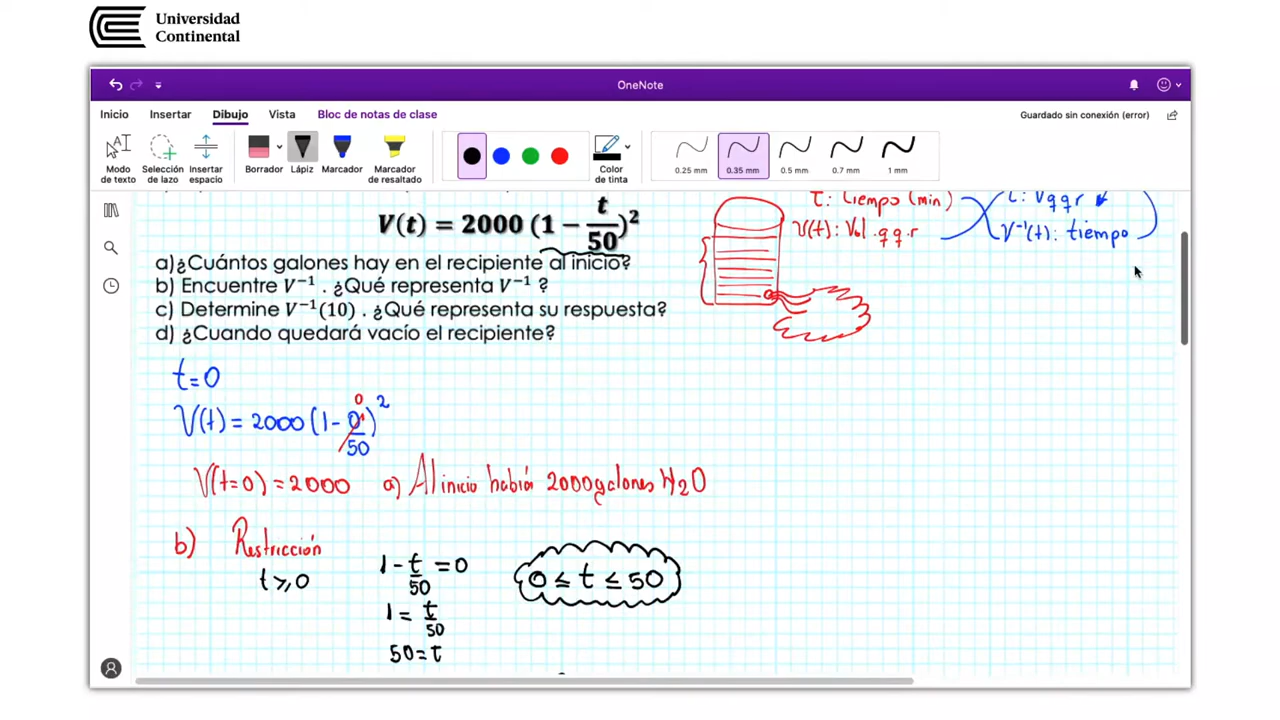 Universidad
Continental
OneNote
Inicio Insertar Dibujo Vista Bloc de notas de clase
Guardado sin conexión (error)
Modo de texto
Selección de lazo
Insertar espacio
Borrador
Lápiz
Marcador
Marcador de resaltado
Color de tinta
0.25 mm 0.35 mm 0.5 mm 0.7 mm 1 mm
V(t) = 2000 (1 − t/50)²
a)¿Cuántos galones hay en el recipiente al inicio?
b) Encuentre V⁻¹ . ¿Qué representa V⁻¹ ?
c) Determine V⁻¹(10) . ¿Qué representa su respuesta?
d) ¿Cuando quedará vacío el recipiente?
t: tiempo (min)
V(t): Vol .q q.r
t: V q q r
V⁻¹(t): tiempo
t=0
V(t) = 2000 (1 - 0/50)²
0
V(t=0) = 2000 a) Al inicio habían 2000 galones H₂O
b) Restricción
t ≥ 0
1 - t/50 = 0
1 = t/50
50 = t
0 ≤ t ≤ 50